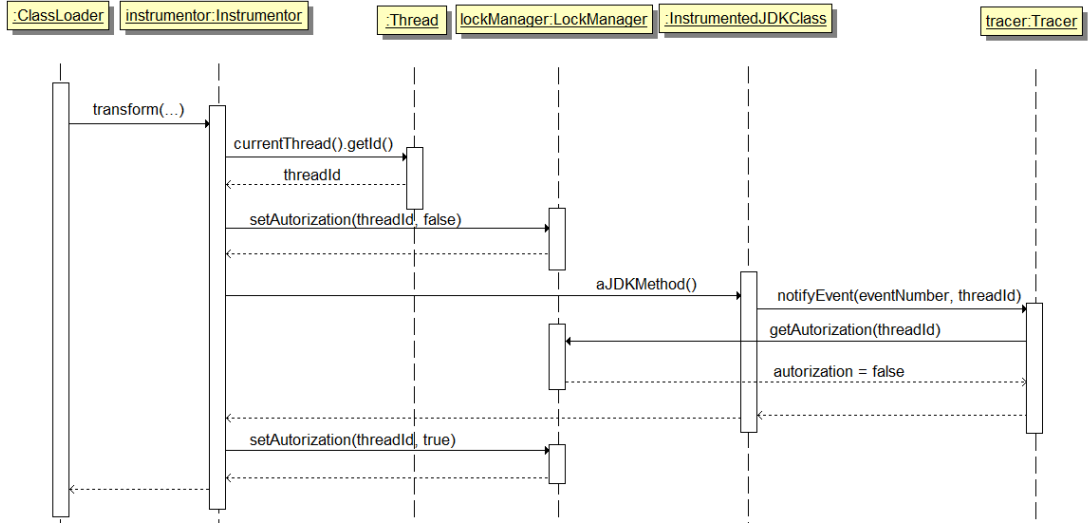 :ClassLoader
instrumentor:Instrumentor
:Thread
lockManager:LockManager
:InstrumentedJDKClass
tracer:Tracer
transform(...)
currentThread().getId()
threadId
setAutorization(threadId, false)
aJDKMethod()
notifyEvent(eventNumber, threadId)
getAutorization(threadId)
autorization = false
setAutorization(threadId, true)